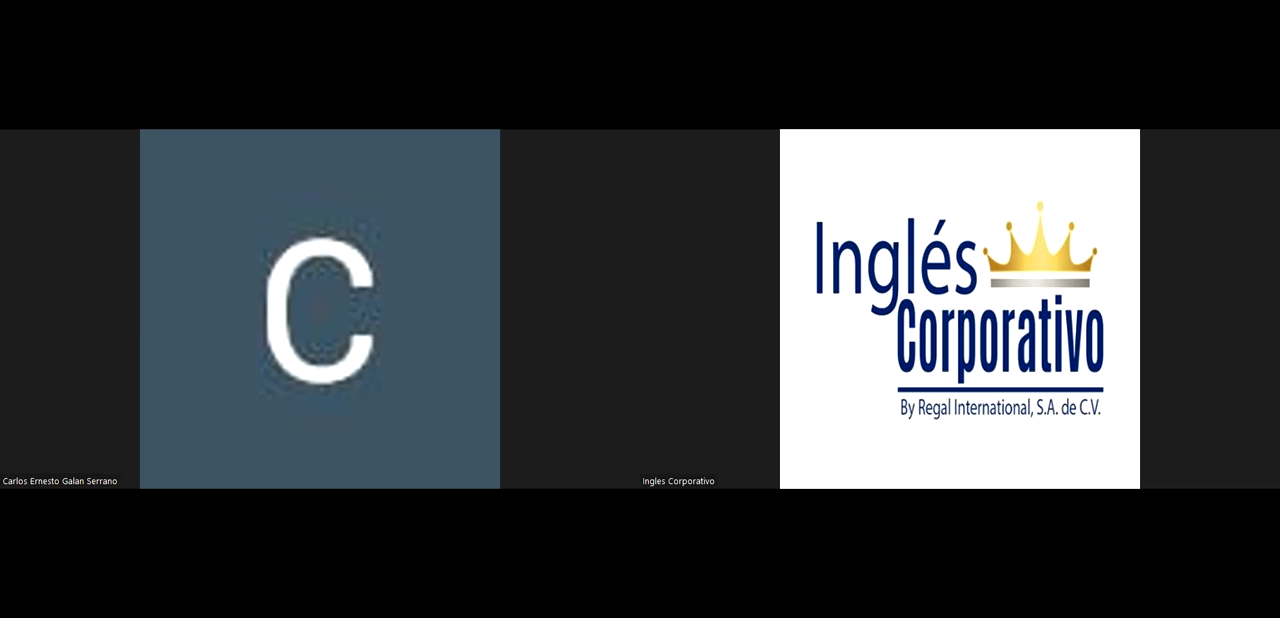 C
Inglés
Corporativo
By Regal International, S.A. de C.V.
Carlos Ernesto Galan Serrano
Ingles Corporativo